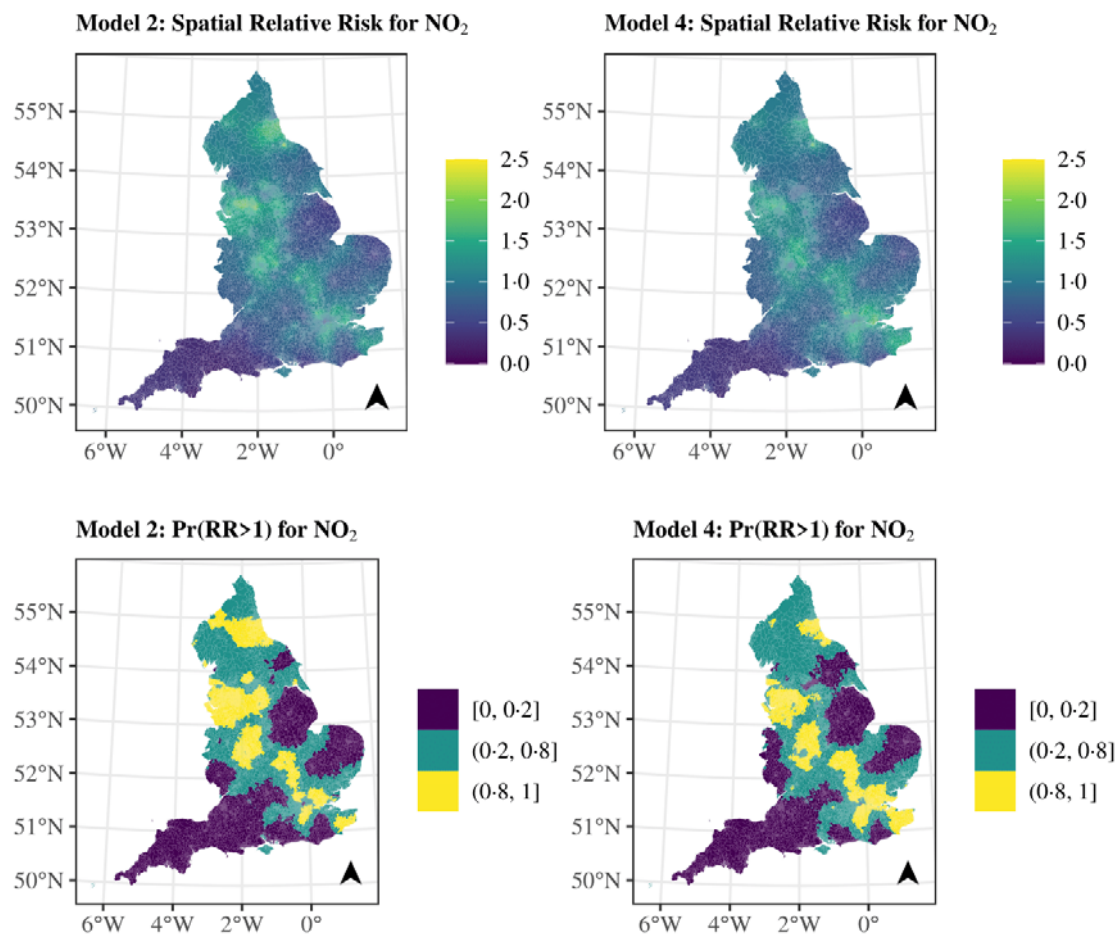 Model 2: Spatial Relative Risk for NO₂
Model 4: Spatial Relative Risk for NO₂
55°N
54°N
53°N
52°N
51°N
50°N
6°W 4°W 2°W 0°
2·5
2·0
1·5
1·0
0·5
0·0
55°N
54°N
53°N
52°N
51°N
50°N
6°W 4°W 2°W 0°
2·5
2·0
1·5
1·0
0·5
0·0
Model 2: Pr(RR>1) for NO₂
Model 4: Pr(RR>1) for NO₂
55°N
54°N
53°N
52°N
51°N
50°N
6°W 4°W 2°W 0°
[0, 0·2]
(0·2, 0·8]
(0·8, 1]
55°N
54°N
53°N
52°N
51°N
50°N
6°W 4°W 2°W 0°
[0, 0·2]
(0·2, 0·8]
(0·8, 1]